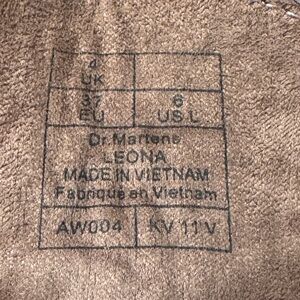 4
UK
37
EU
6
US L
Dr. Martens
LEONA
MADE IN VIETNAM
Fabriqué en Vietnam
AW004
KV 11 V